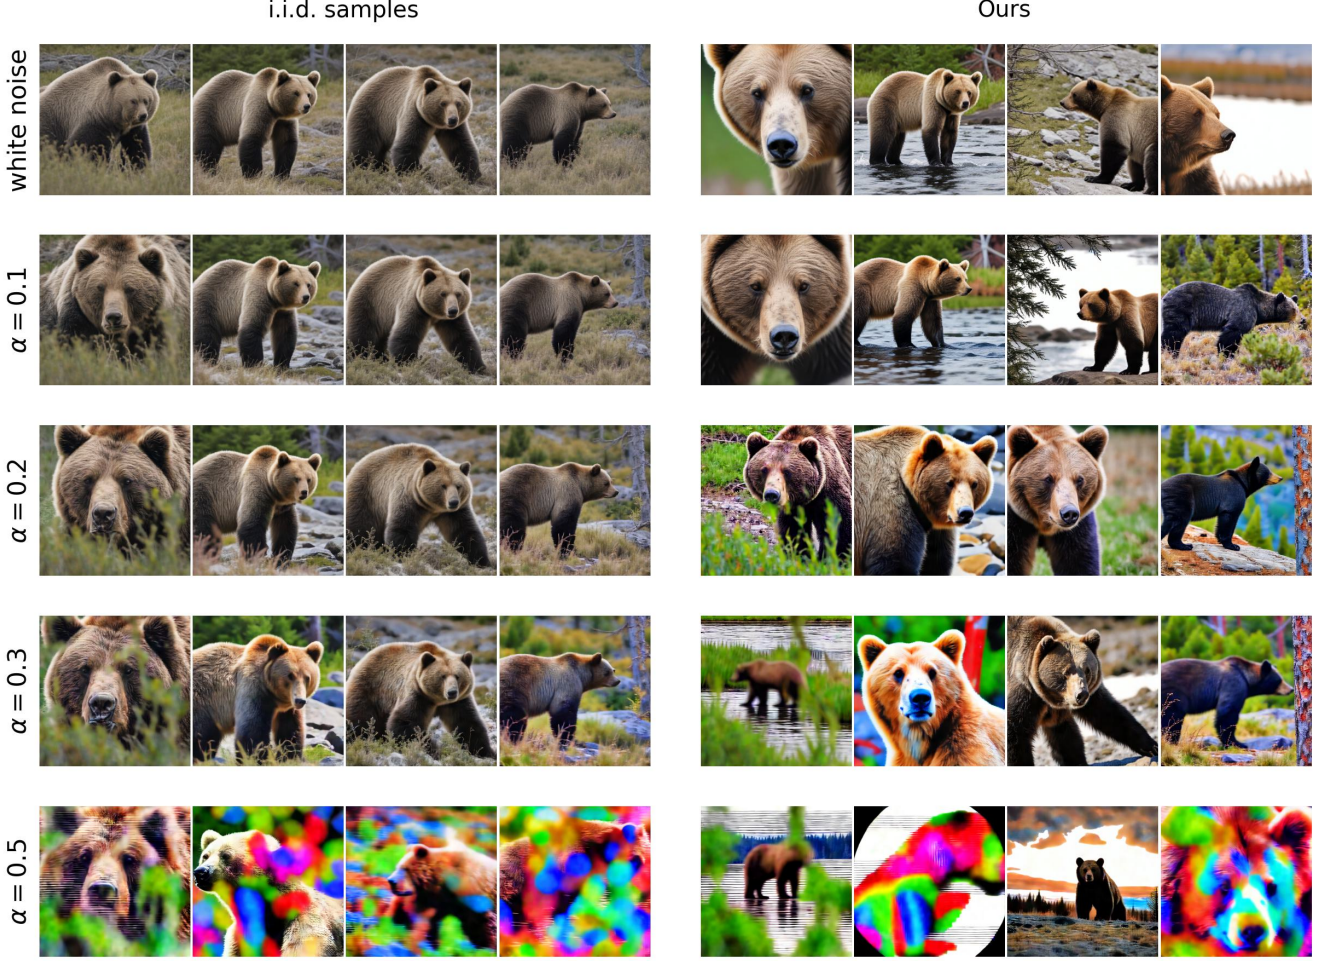 i.i.d. samples
Ours
white noise
α = 0.1
α = 0.2
α = 0.3
α = 0.5